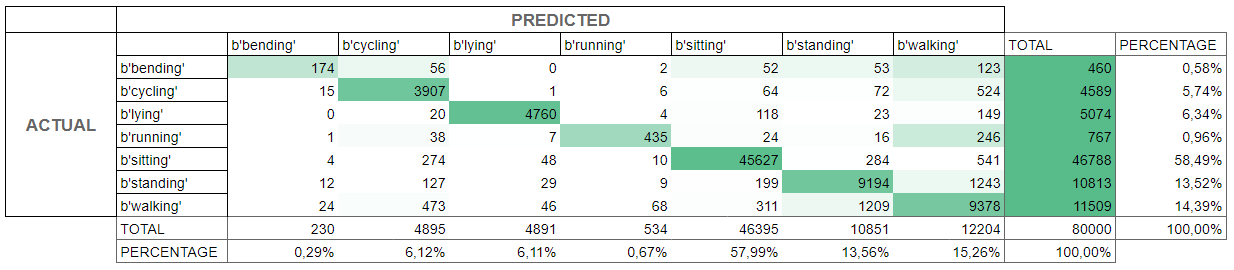 PREDICTED
b'bending' b'cycling' b'lying' b'running' b'sitting' b'standing' b'walking' TOTAL PERCENTAGE
ACTUAL
b'bending' 174 56 0 2 52 53 123 460 0,58%
b'cycling' 15 3907 1 6 64 72 524 4589 5,74%
b'lying' 0 20 4760 4 118 23 149 5074 6,34%
b'running' 1 38 7 435 24 16 246 767 0,96%
b'sitting' 4 274 48 10 45627 284 541 46788 58,49%
b'standing' 12 127 29 9 199 9194 1243 10813 13,52%
b'walking' 24 473 46 68 311 1209 9378 11509 14,39%
TOTAL 230 4895 4891 534 46395 10851 12204 80000 100,00%
PERCENTAGE 0,29% 6,12% 6,11% 0,67% 57,99% 13,56% 15,26% 100,00%